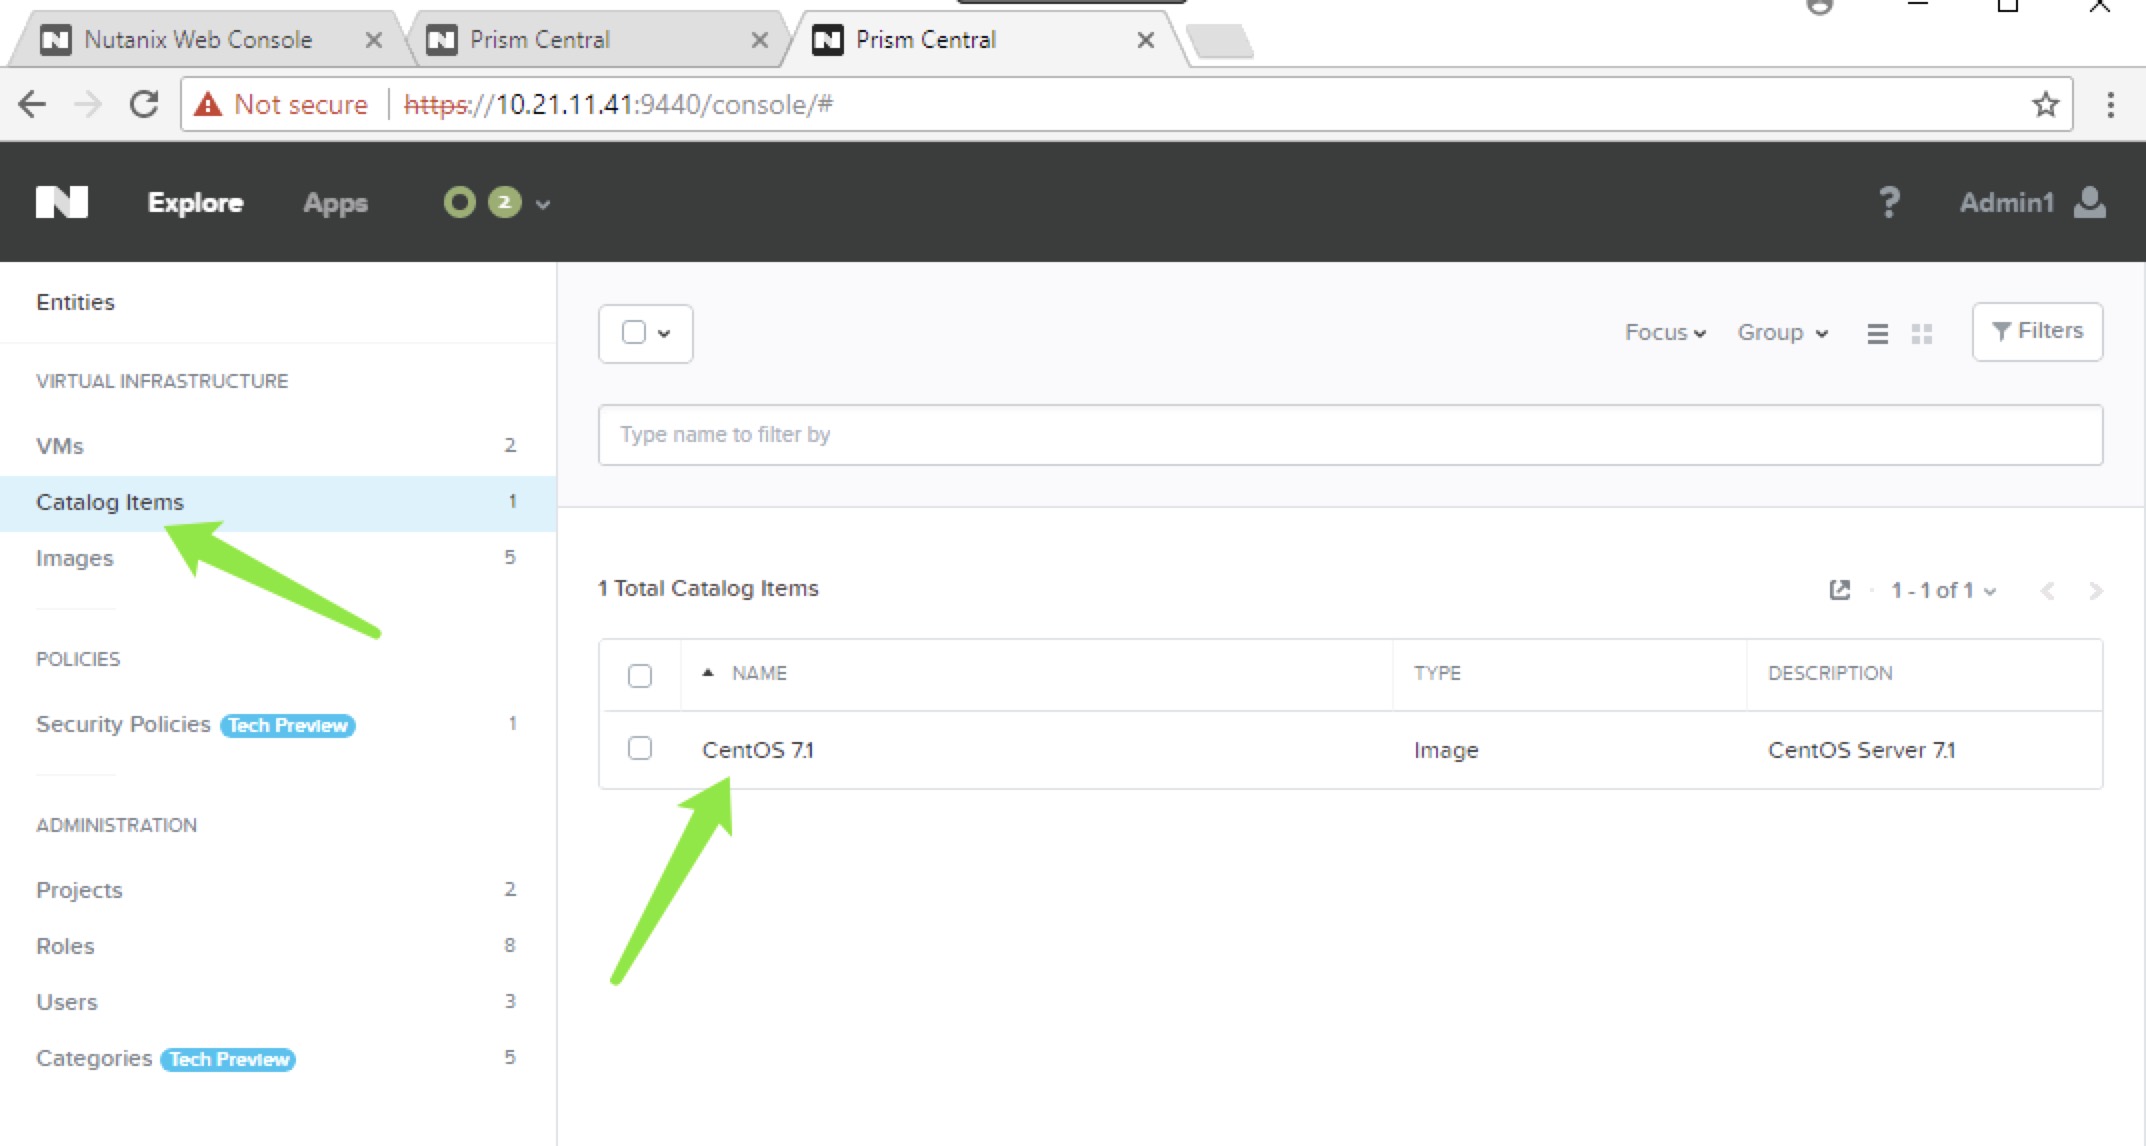 Nutanix Web Console
Prism Central
Prism Central
Not secure https://10.21.11.41:9440/console/#
Explore Apps 2 ? Admin1
Entities
VIRTUAL INFRASTRUCTURE
VMs 2
Catalog Items 1
Images 5
POLICIES
Security Policies Tech Preview 1
ADMINISTRATION
Projects 2
Roles 8
Users 3
Categories Tech Preview 5
Focus Group Filters
Type name to filter by
1 Total Catalog Items 1 - 1 of 1
NAME TYPE DESCRIPTION
CentOS 7.1 Image CentOS Server 7.1